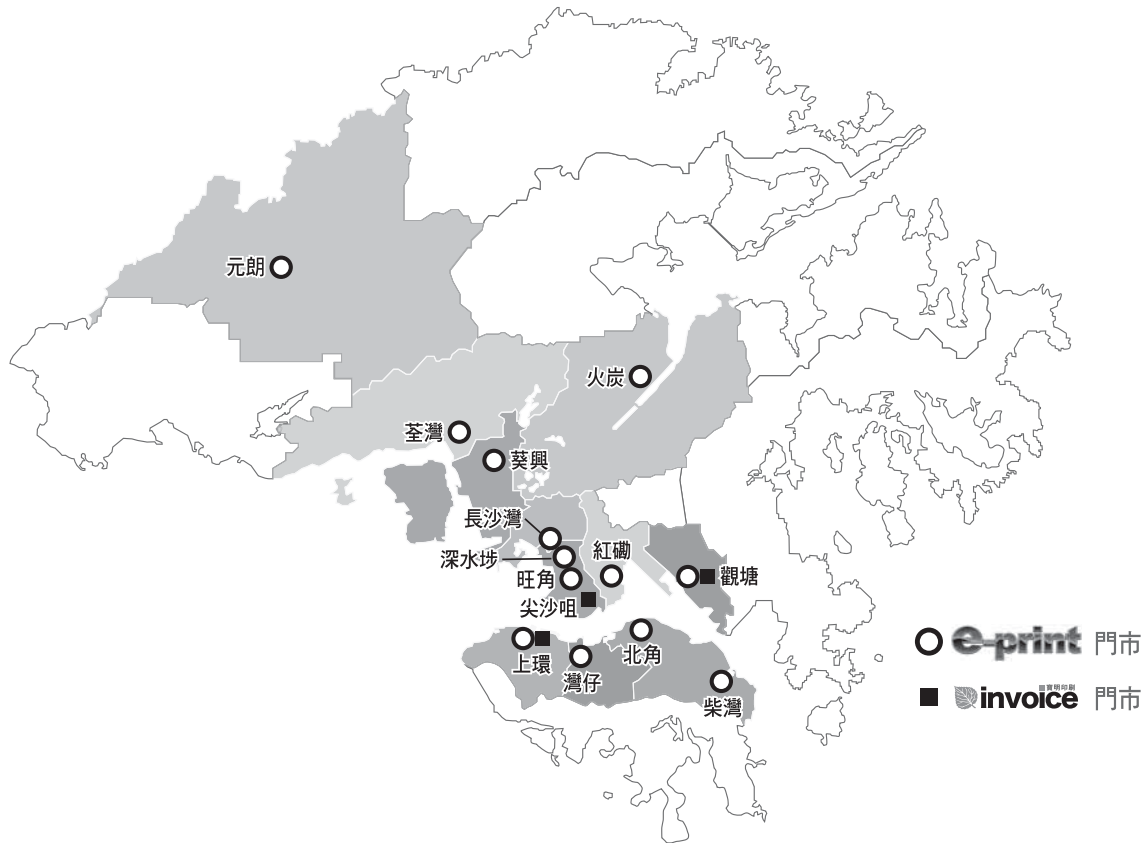 元朗
火炭
荃灣
葵興
長沙灣
深水埗
紅磡
旺角
觀塘
尖沙咀
上環
北角
灣仔
柴灣
e-print 門市
invoice 門市